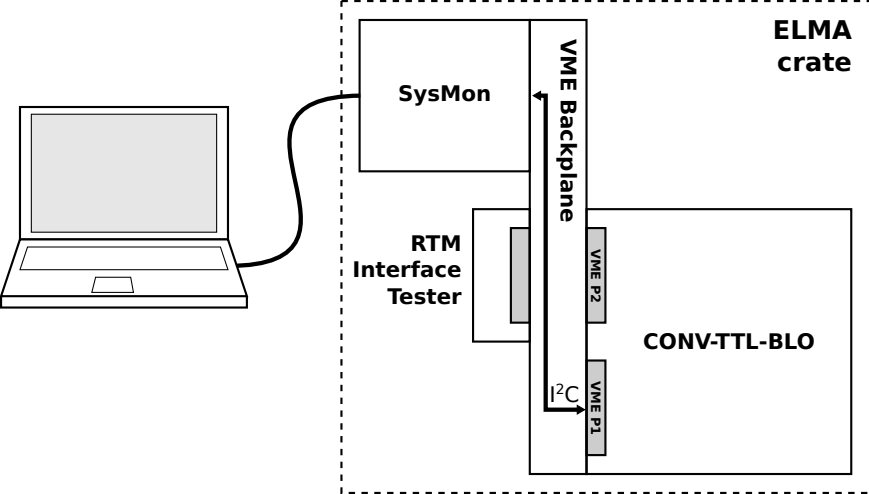 ELMA
crate
SysMon
VME Backplane
RTM
Interface
Tester
VME P2
CONV-TTL-BLO
I²C
VME P1